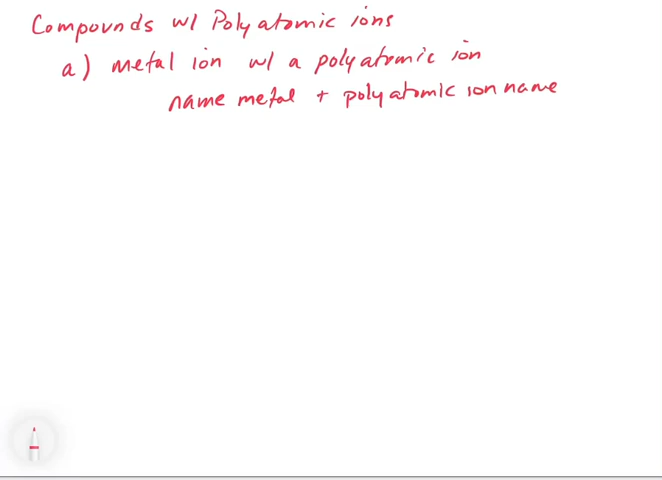 Compounds w/ Polyatomic ions
a) metal ion w/ a polyatomic ion
name metal + polyatomic ion name